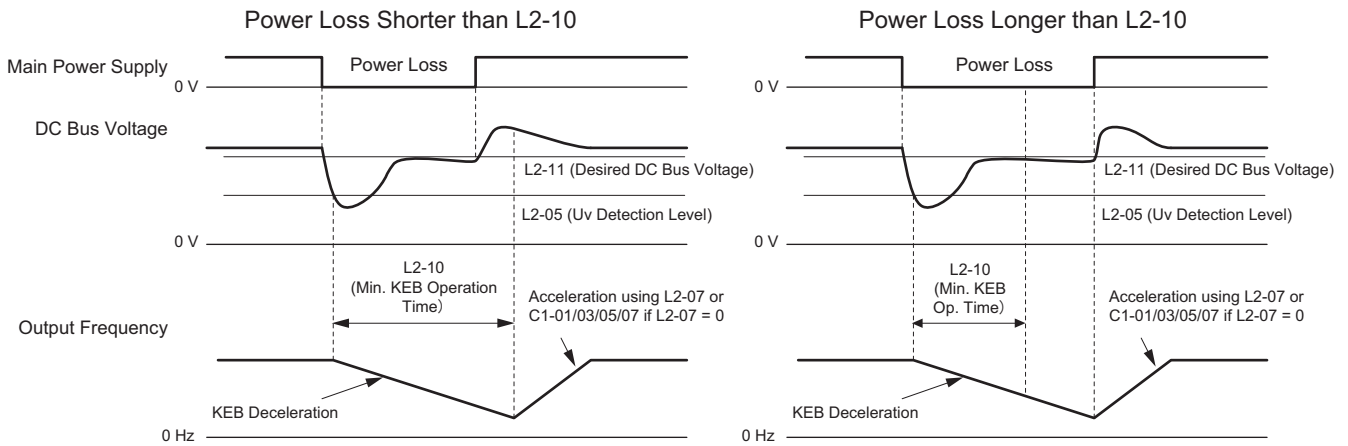 Power Loss Shorter than L2-10
Power Loss Longer than L2-10
Main Power Supply
Power Loss
0 V
DC Bus Voltage
L2-11 (Desired DC Bus Voltage)
L2-05 (Uv Detection Level)
0 V
L2-10
(Min. KEB Operation
Time)
Acceleration using L2-07 or
C1-01/03/05/07 if L2-07 = 0
Output Frequency
KEB Deceleration
0 Hz
Power Loss
0 V
L2-11 (Desired DC Bus Voltage)
L2-05 (Uv Detection Level)
0 V
L2-10
(Min. KEB
Op. Time)
Acceleration using L2-07 or
C1-01/03/05/07 if L2-07 = 0
KEB Deceleration
0 Hz